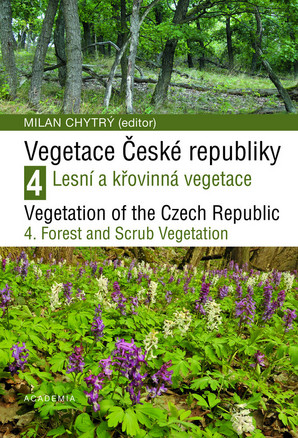 MILAN CHYTRÝ (editor)
Vegetace České republiky
4 Lesní a křovinná vegetace
Vegetation of the Czech Republic
4. Forest and Scrub Vegetation
ACADEMIA